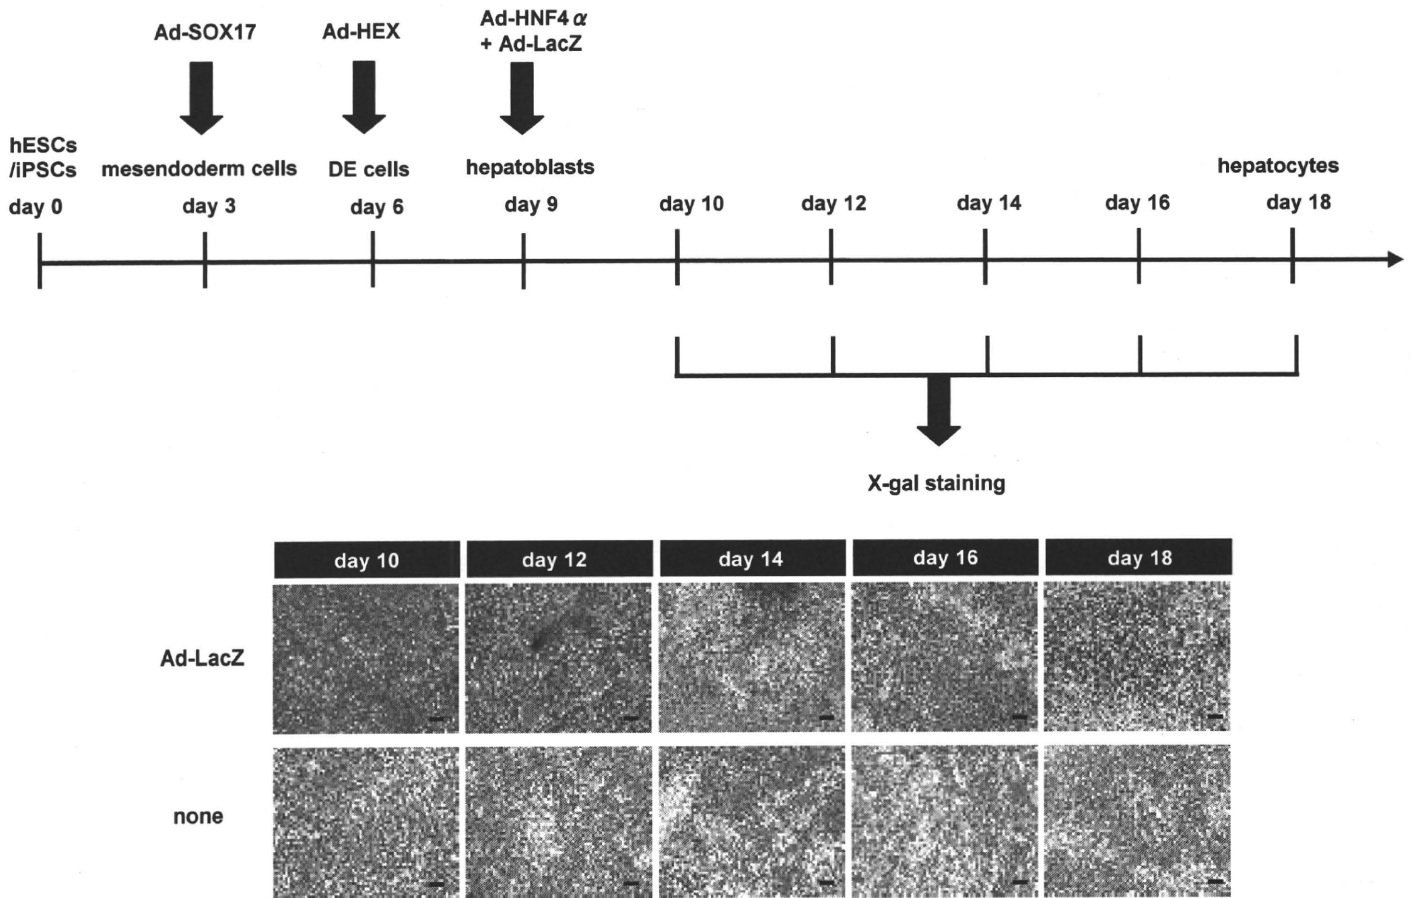 Ad-SOX17
Ad-HEX
Ad-HNF4α
+ Ad-LacZ
hESCs
/iPSCs
mesendoderm cells
DE cells
hepatoblasts
hepatocytes
day 0
day 3
day 6
day 9
day 10
day 12
day 14
day 16
day 18
X-gal staining
day 10
day 12
day 14
day 16
day 18
Ad-LacZ
none